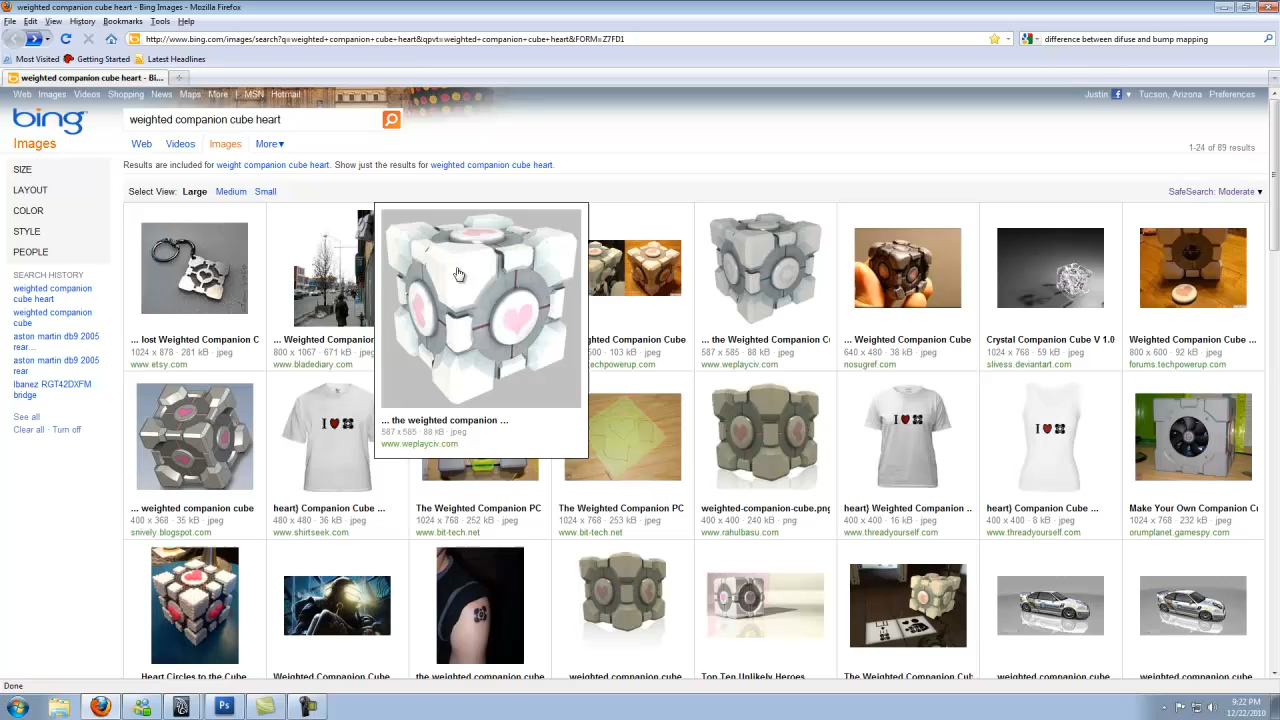 weighted companion cube heart - Bing Images - Mozilla Firefox
File Edit View History Bookmarks Tools Help
http://www.bing.com/images/search?q=weighted+companion+cube+heart&qpvt=weighted+companion+cube+heart&FORM=Z7FD1
difference between difuse and bump mapping
Most Visited Getting Started Latest Headlines
weighted companion cube heart - Bi...
Web Images Videos Shopping News Maps More | MSN Hotmail
Justin Tucson, Arizona Preferences
bing
Images
weighted companion cube heart
Web Videos Images More▾
1-24 of 89 results
Results are included for weight companion cube heart. Show just the results for weighted companion cube heart.
Select View: Large Medium Small
SafeSearch: Moderate ▾
SIZE
LAYOUT
COLOR
STYLE
PEOPLE
SEARCH HISTORY
weighted companion
cube heart
weighted companion
cube
aston martin db9 2005
rear...
aston martin db9 2005
rear
Ibanez RGT42DXFM
bridge
See all
Clear all · Turn off
... lost Weighted Companion C
1024 x 878 · 281 kB · jpeg
www.etsy.com
... Weighted Companion
800 x 1067 · 671 kB · jpeg
www.bladediary.com
... the weighted companion ...
587 x 585 · 88 kB · jpeg
www.weplayciv.com
Weighted Companion Cube
600 · 103 kB · jpeg
techpowerup.com
... the Weighted Companion Cu
587 x 585 · 88 kB · jpeg
www.weplayciv.com
... Weighted Companion Cube
640 x 480 · 38 kB · jpeg
nosugref.com
Crystal Companion Cube V 1.0
1024 x 768 · 59 kB · jpeg
slivess.deviantart.com
Weighted Companion Cube ...
800 x 600 · 92 kB · jpeg
forums.techpowerup.com
I ♥
I ♥
I ♥
... weighted companion cube
400 x 368 · 35 kB · jpeg
snively.blogspot.com
heart) Companion Cube ...
480 x 480 · 36 kB · jpeg
www.shirtseek.com
The Weighted Companion PC
1024 x 768 · 252 kB · jpeg
www.bit-tech.net
The Weighted Companion PC
1024 x 768 · 253 kB · jpeg
www.bit-tech.net
weighted-companion-cube.png
400 x 400 · 240 kB · png
www.rahulbasu.com
heart) Weighted Companion ...
400 x 400 · 16 kB · jpeg
www.threadyourself.com
heart) Companion Cube ...
400 x 400 · 8 kB · jpeg
www.threadyourself.com
Make Your Own Companion Cu
1024 x 768 · 232 kB · jpeg
orumplanet.gamespy.com
Heart Circles to the Cube
Weighted Companion Cube
the weighted companion cube
weighted companion cube
Top Ten Unlikely Heroes
The Weighted Companion Cub
weighted companion cube
weighted companion cube
Done
Ps
9:22 PM
12/22/2010